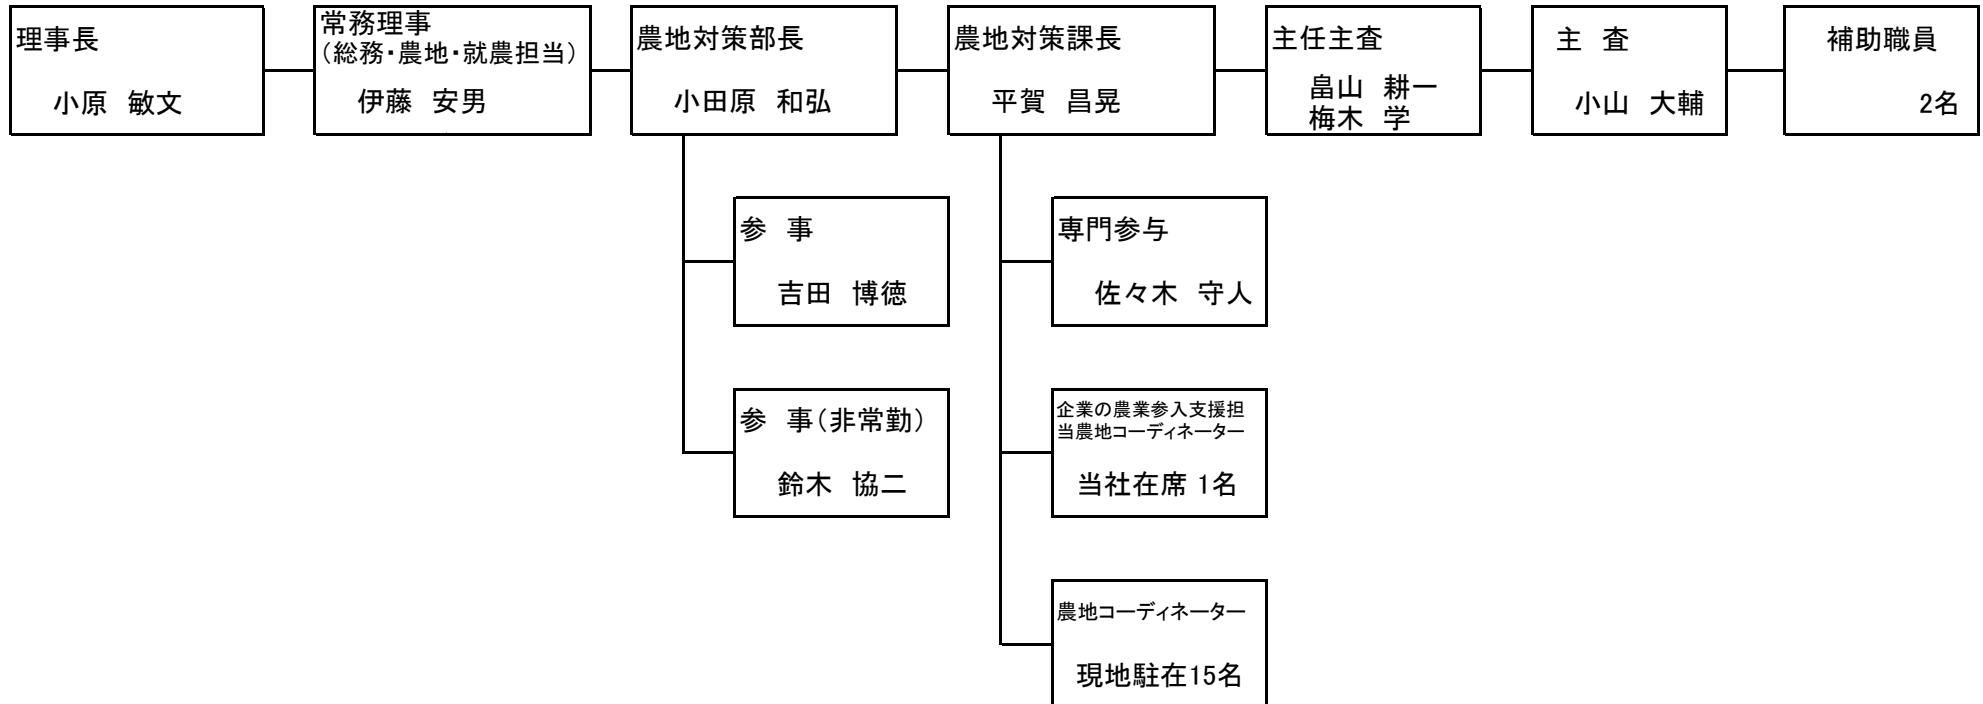 理事長
小原　敏文
常務理事
（総務・農地・就農担当）
伊藤　安男
農地対策部長
小田原　和弘
農地対策課長
平賀　昌晃
主任主査
畠山　耕一
梅木　学
主　査
小山　大輔
補助職員
2名
参　事
吉田　博徳
専門参与
佐々木　守人
参　事（非常勤）
鈴木　協二
企業の農業参入支援担
当農地コーディネーター
当社在席 1名
農地コーディネーター
現地駐在15名